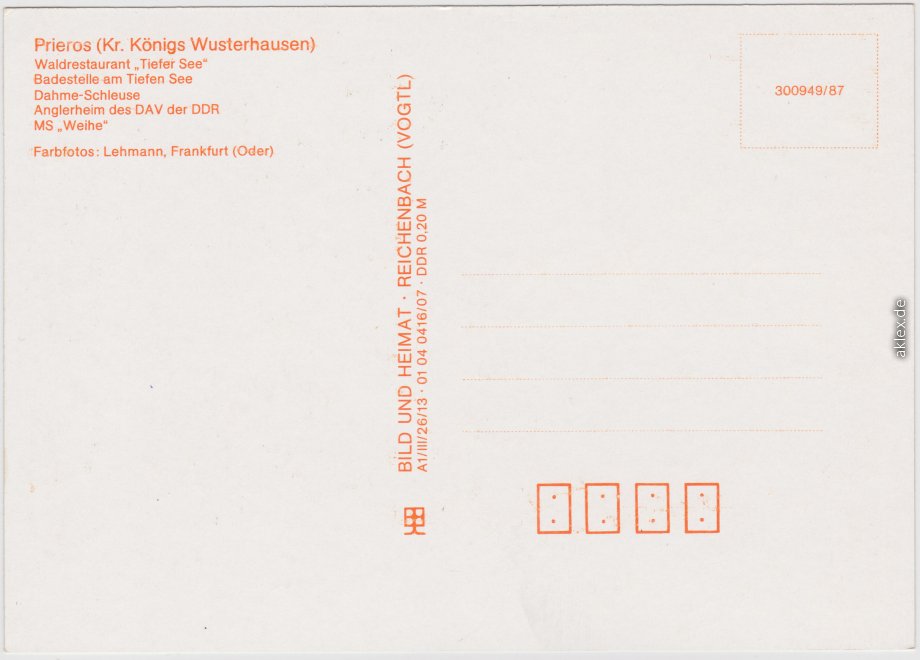 Prieros (Kr. Königs Wusterhausen)
Waldrestaurant „Tiefer See“
Badestelle am Tiefen See
Dahme-Schleuse
Anglerheim des DAV der DDR
MS „Weihe“
Farbfotos: Lehmann, Frankfurt (Oder)
BILD UND HEIMAT · REICHENBACH (VOGTL)
A1/III/26/13 · 01 04 0416/07 · DDR 0,20 M
300949/87
aklex.de